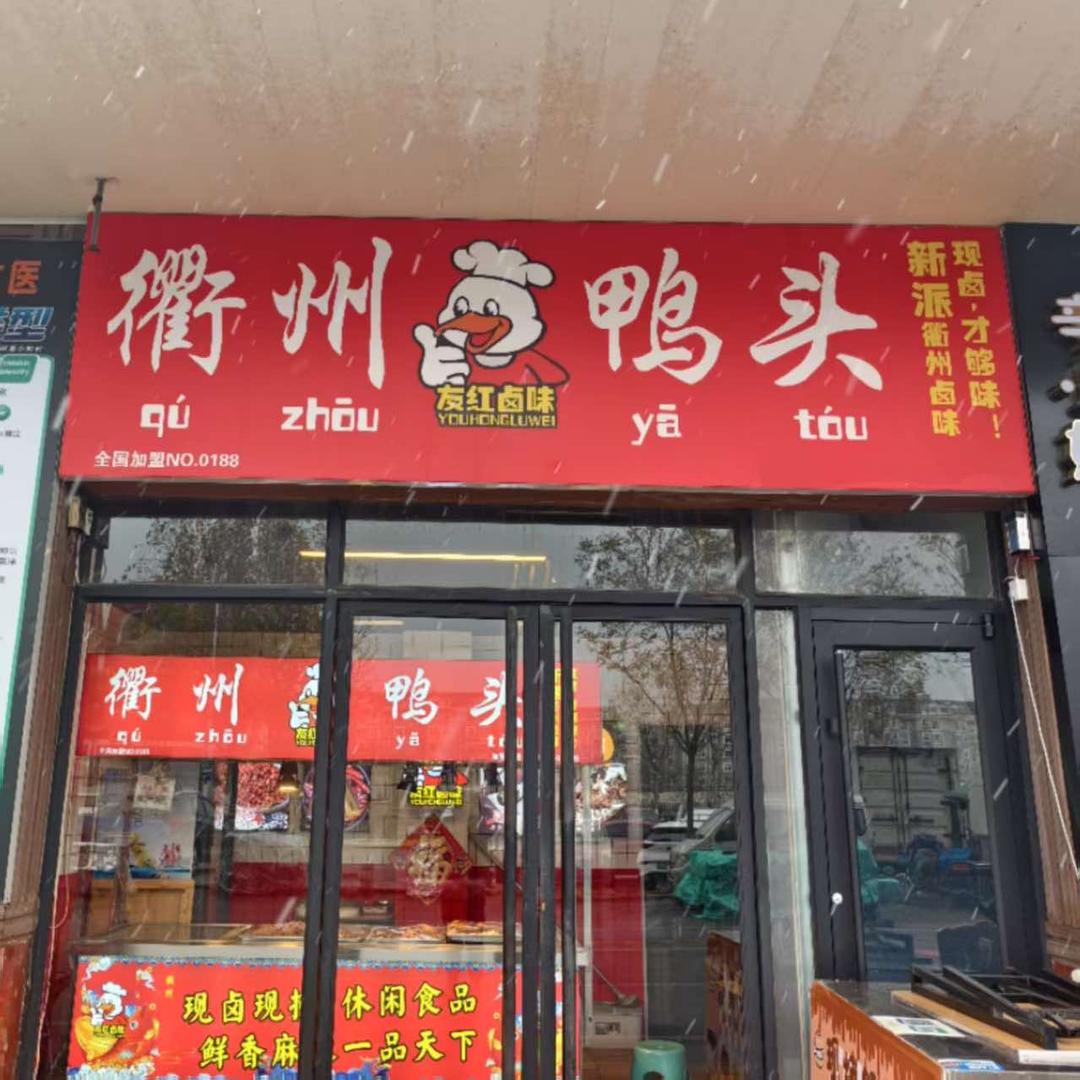 衢州鸭头
qú zhōu yā tóu
友红卤味
YOUHONGLUWEI
现卤,才够味!
新派衢州卤味
全国加盟NO.0188
医
型
衢州 鸭头
qú zhōu yā
现卤现 休闲食品
鲜香麻 一品天下